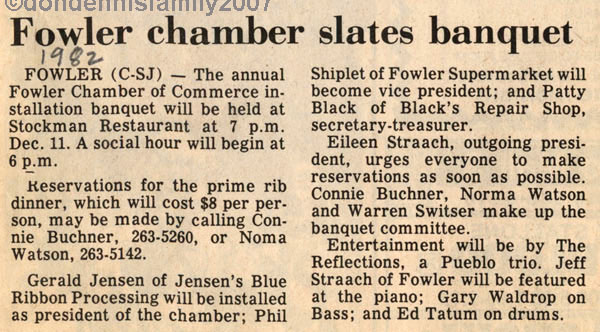 ©dondennisfamily2007
Fowler chamber slates banquet
1982
FOWLER (C-SJ) — The annual
Fowler Chamber of Commerce in-
stallation banquet will be held at
Stockman Restaurant at 7 p.m.
Dec. 11. A social hour will begin at
6 p.m.
Reservations for the prime rib
dinner, which will cost $8 per per-
son, may be made by calling Con-
nie Buchner, 263-5260, or Noma
Watson, 263-5142.
Gerald Jensen of Jensen's Blue
Ribbon Processing will be installed
as president of the chamber; Phil
Shiplet of Fowler Supermarket will
become vice president; and Patty
Black of Black's Repair Shop,
secretary-treasurer.
Eileen Straach, outgoing presi-
dent, urges everyone to make
reservations as soon as possible.
Connie Buchner, Norma Watson
and Warren Switser make up the
banquet committee.
Entertainment will be by The
Reflections, a Pueblo trio. Jeff
Straach of Fowler will be featured
at the piano; Gary Waldrop on
Bass; and Ed Tatum on drums.